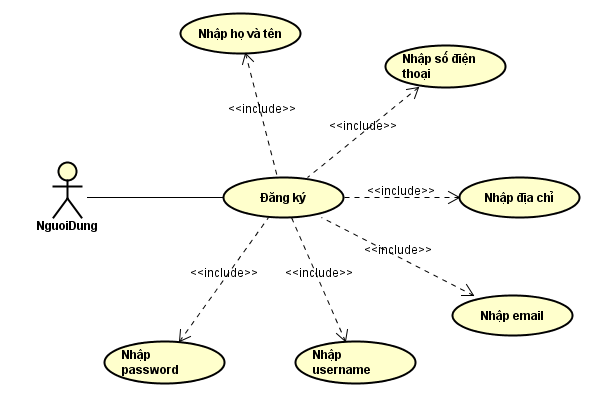 Nhập họ và tên
Nhập số điện
thoại
<<include>>
<<include>>
<<include>>
Đăng ký
Nhập địa chỉ
NguoiDung
<<include>>
<<include>>
<<include>>
Nhập email
Nhập
password
Nhập
username